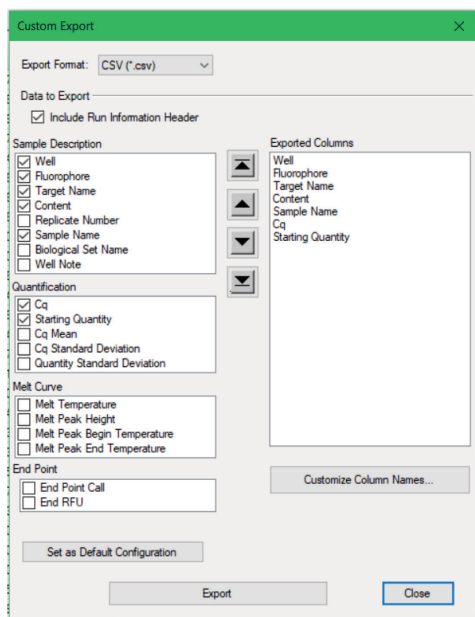 Custom Export
Export Format: CSV (*.csv)
Data to Export
Include Run Information Header
Sample Description
Well
Fluorophore
Target Name
Content
Replicate Number
Sample Name
Biological Set Name
Well Note
Quantification
Cq
Starting Quantity
Cq Mean
Cq Standard Deviation
Quantity Standard Deviation
Melt Curve
Melt Temperature
Melt Peak Height
Melt Peak Begin Temperature
Melt Peak End Temperature
End Point
End Point Call
End RFU
Exported Columns
Well
Fluorophore
Target Name
Content
Sample Name
Cq
Starting Quantity
Customize Column Names...
Set as Default Configuration
Export
Close